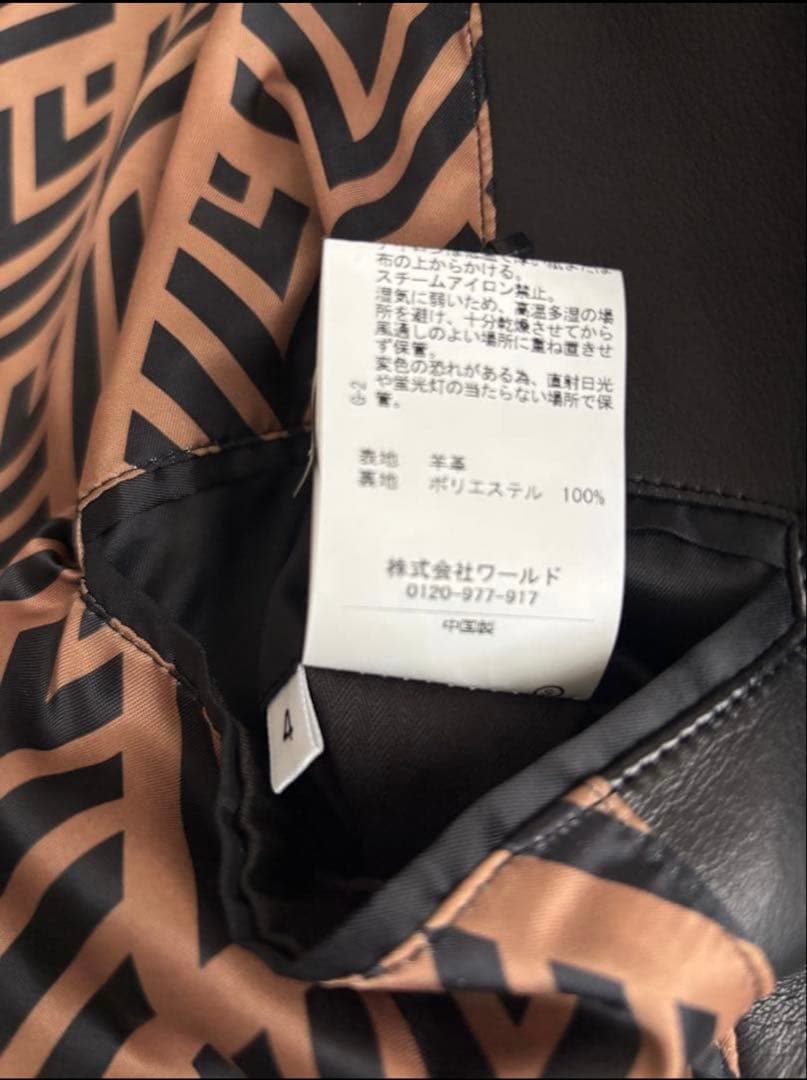 布の上からかける。
スチームアイロン禁止。
湿気に弱いため、高温多湿の場
所を避け、十分乾燥させてから
風通しのよい場所に重ね置きせ
ず保管。
変色の恐れがある為、直射日光
や蛍光灯の当たらない場所で保
管。
G-2
表地 羊革
裏地 ポリエステル 100%
株式会社ワールド
0120-977-917
中国製
4